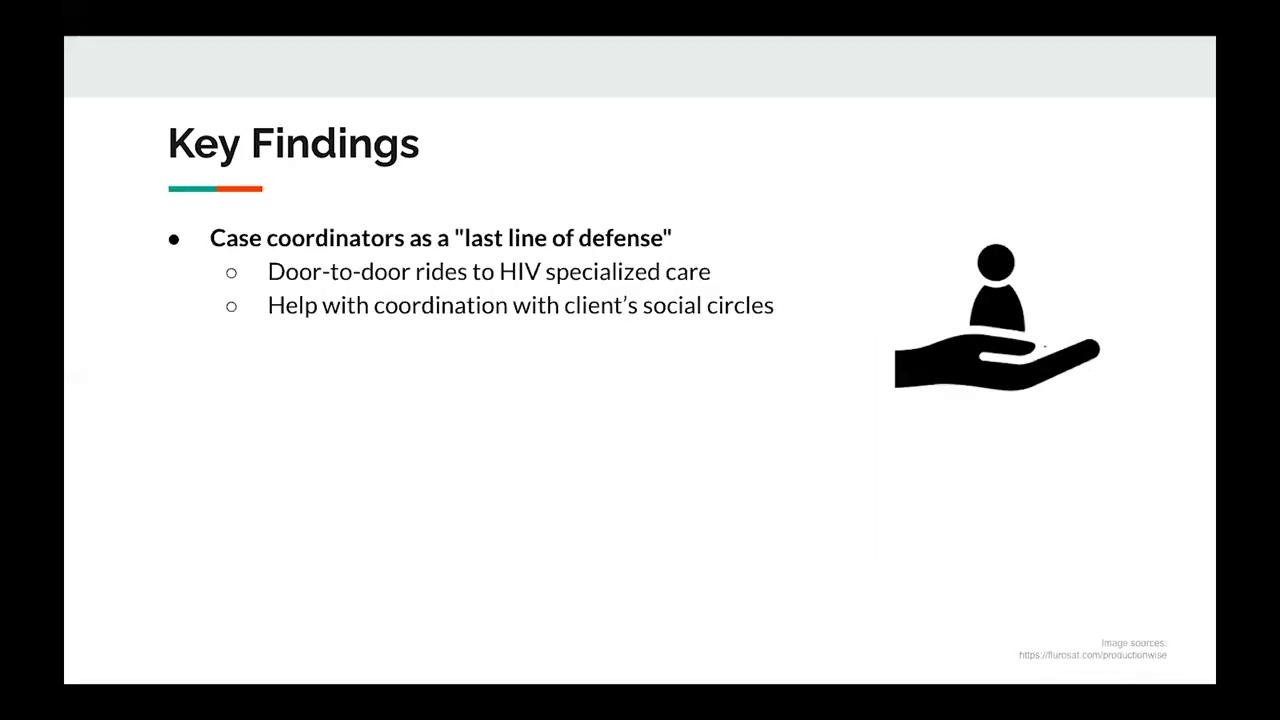 Key Findings
● Case coordinators as a "last line of defense"
○ Door-to-door rides to HIV specialized care
○ Help with coordination with client’s social circles
Image sources:
https://flurosat.com/productionwise